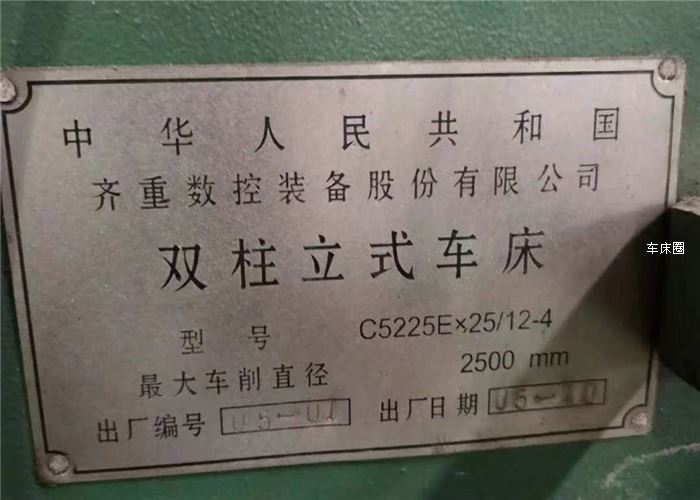 中华人民共和国
齐重数控装备股份有限公司
双柱立式车床
型号 C5225E×25/12-4
最大车削直径 2500 mm
出厂编号 05-01 出厂日期
车床圈